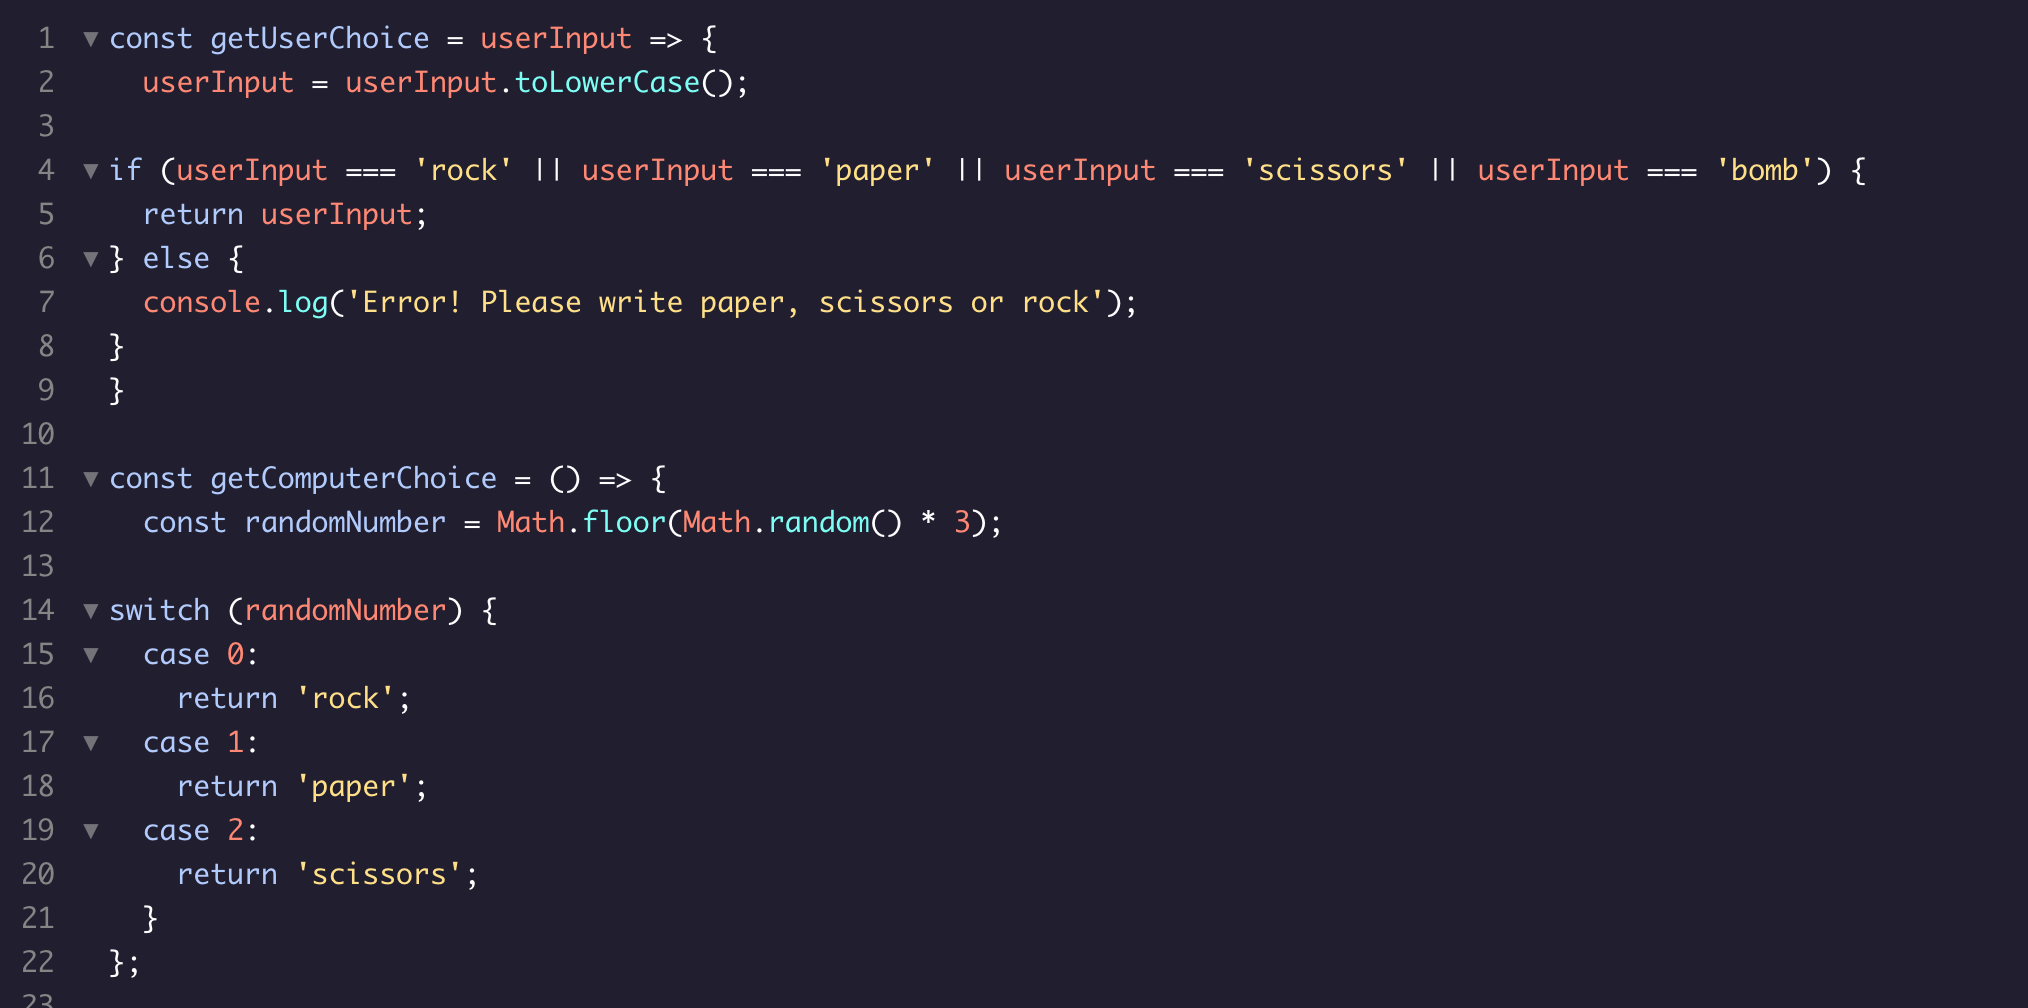 1 ▼ const getUserChoice = userInput => {
2 userInput = userInput.toLowerCase();
3
4 ▼ if (userInput === 'rock' || userInput === 'paper' || userInput === 'scissors' || userInput === 'bomb') {
5 return userInput;
6 ▼ } else {
7 console.log('Error! Please write paper, scissors or rock');
8 }
9 }
10
11 ▼ const getComputerChoice = () => {
12 const randomNumber = Math.floor(Math.random() * 3);
13
14 ▼ switch (randomNumber) {
15 ▼ case 0:
16 return 'rock';
17 ▼ case 1:
18 return 'paper';
19 ▼ case 2:
20 return 'scissors';
21 }
22 };
23